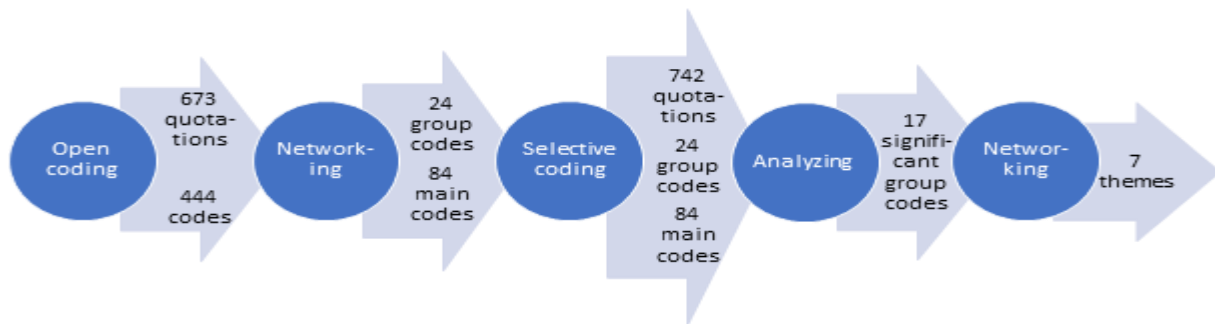 Open
coding
673
quota-
tions
444
codes
Network-
ing
24
group
codes
84
main
codes
Selective
coding
742
quota-
tions
24
group
codes
84
main
codes
Analyzing
17
signifi-
cant
group
codes
Networ-
king
7
themes